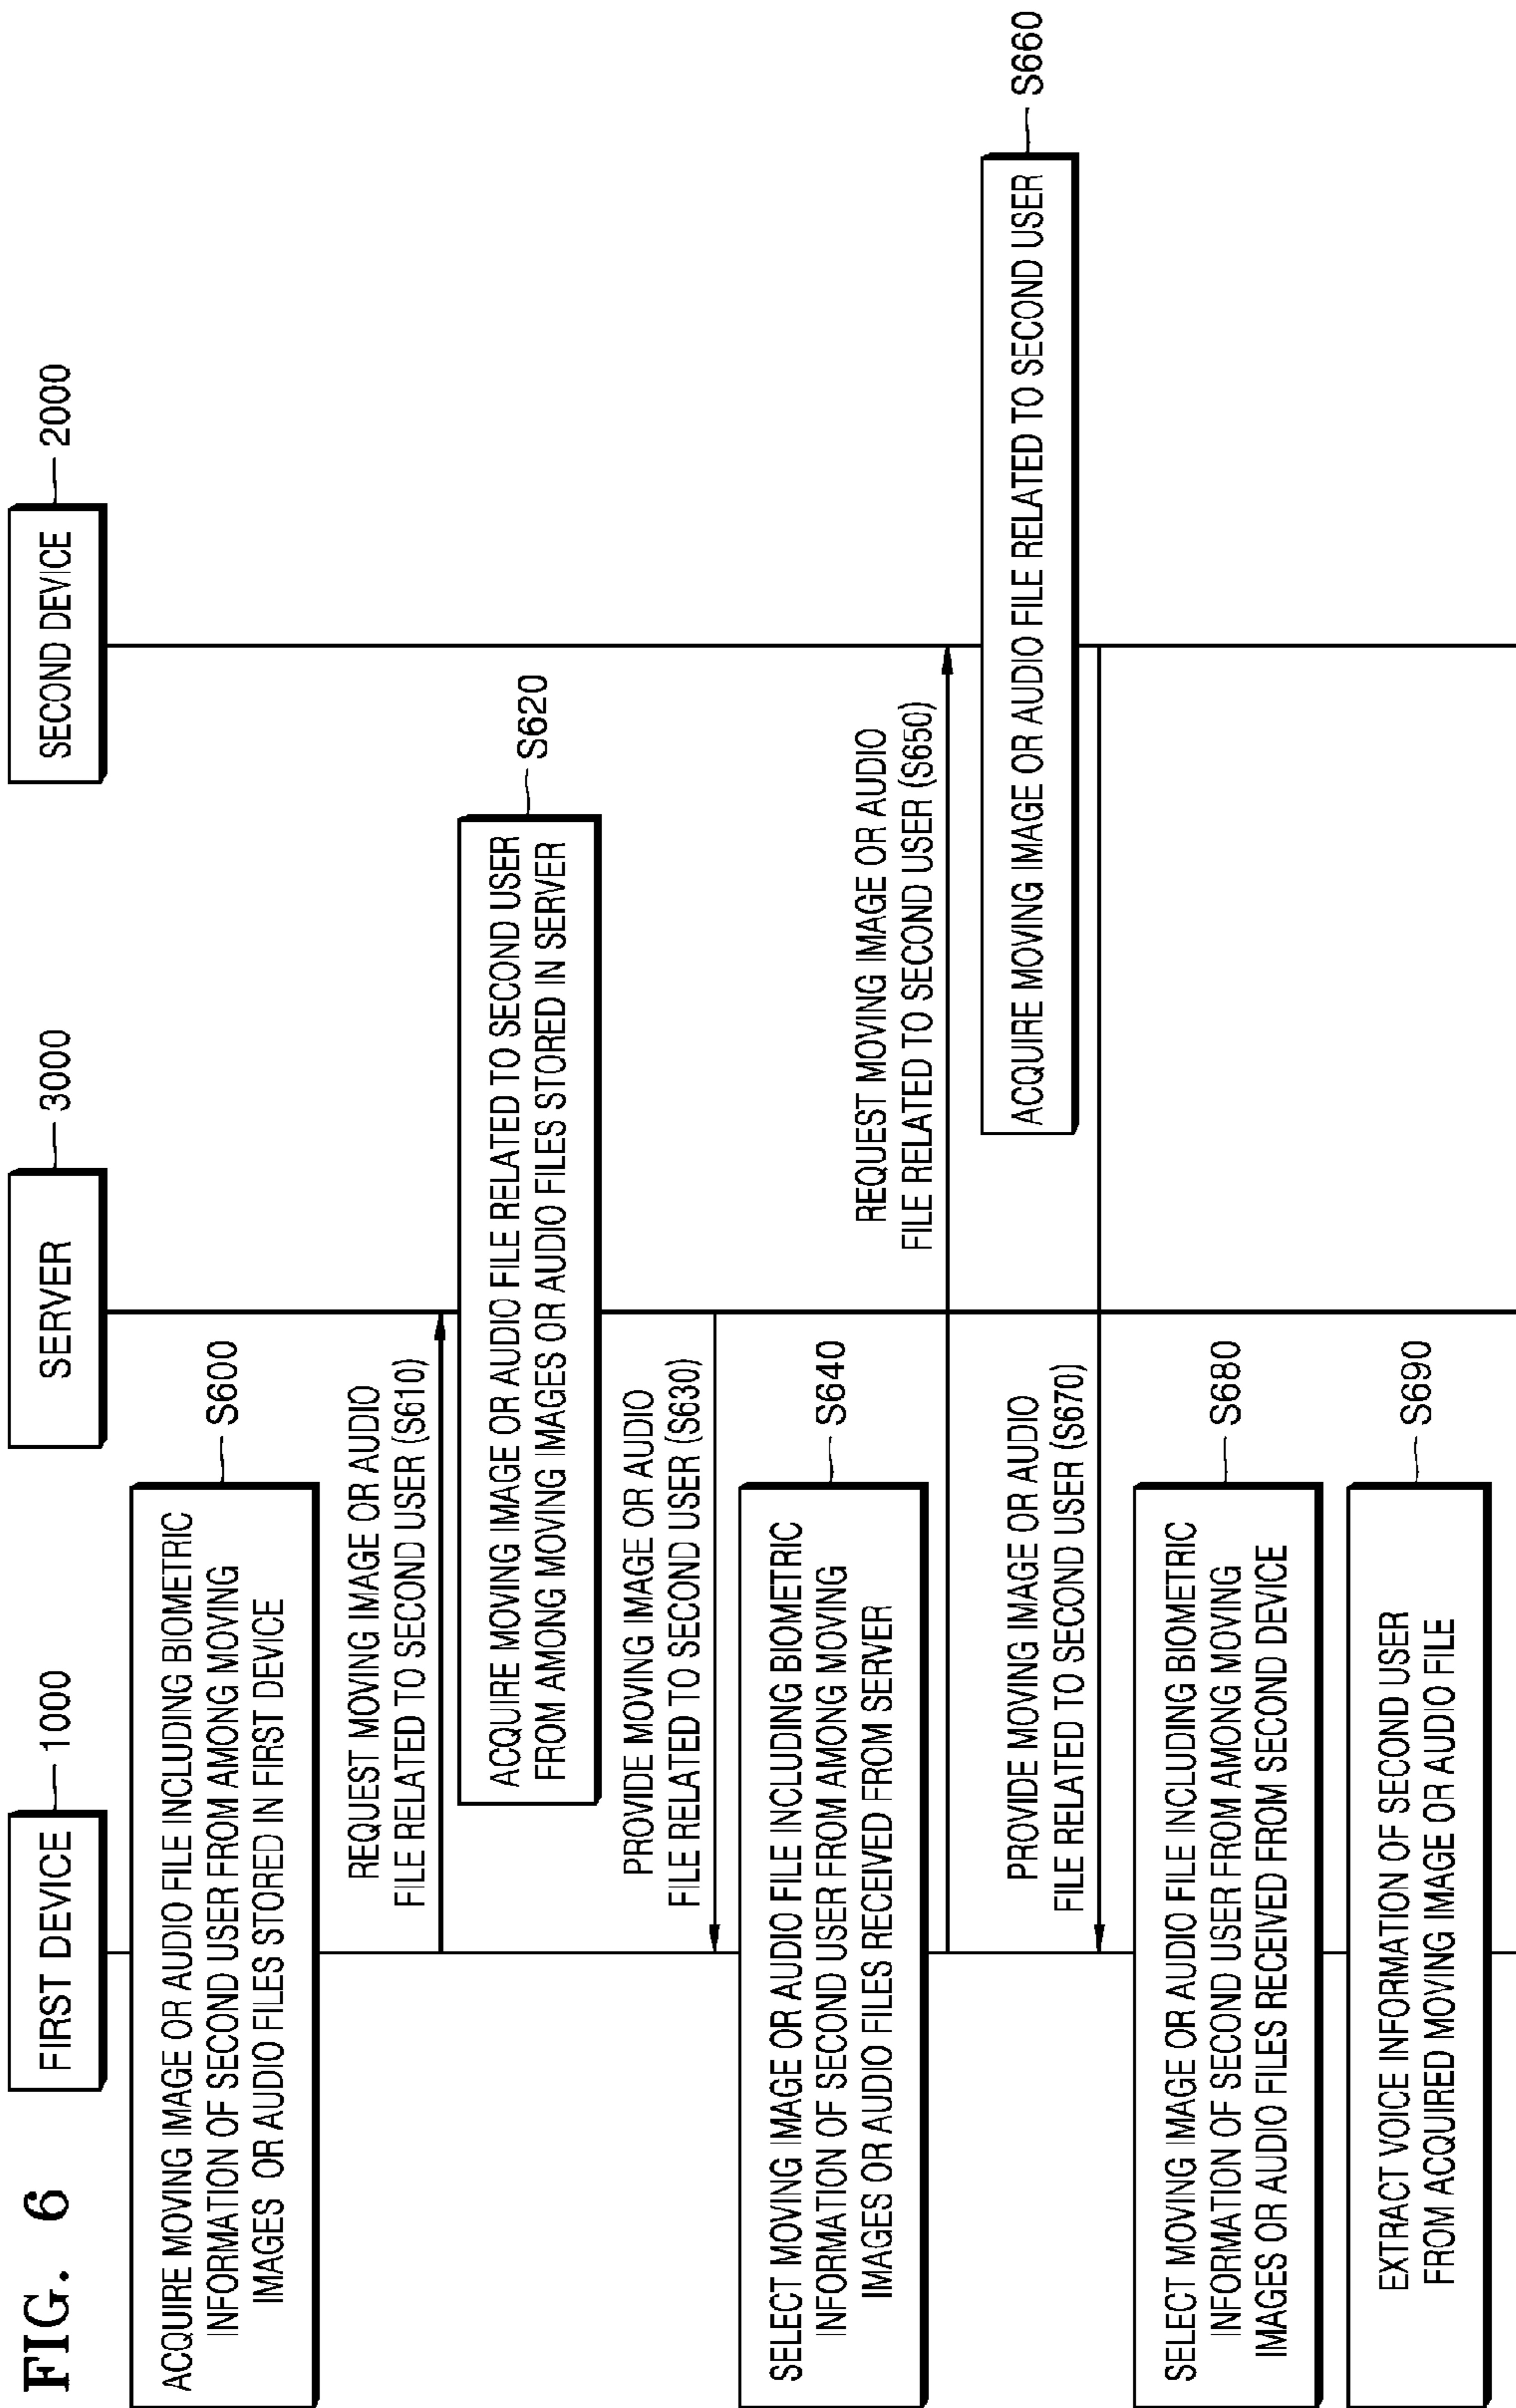 FIG. 6
FIRST DEVICE
1000
SERVER
3000
SECOND DEVICE
2000
ACQUIRE MOVING IMAGE OR AUDIO FILE INCLUDING BIOMETRIC
INFORMATION OF SECOND USER FROM AMONG MOVING
IMAGES OR AUDIO FILES STORED IN FIRST DEVICE
S600
REQUEST MOVING IMAGE OR AUDIO
FILE RELATED TO SECOND USER (S610)
ACQUIRE MOVING IMAGE OR AUDIO FILE RELATED TO SECOND USER
FROM AMONG MOVING IMAGES OR AUDIO FILES STORED IN SERVER
S620
PROVIDE MOVING IMAGE OR AUDIO
FILE RELATED TO SECOND USER (S630)
SELECT MOVING IMAGE OR AUDIO FILE INCLUDING BIOMETRIC
INFORMATION OF SECOND USER FROM AMONG MOVING
IMAGES OR AUDIO FILES RECEIVED FROM SERVER
S640
REQUEST MOVING IMAGE OR AUDIO
FILE RELATED TO SECOND USER (S650)
ACQUIRE MOVING IMAGE OR AUDIO FILE RELATED TO SECOND USER
S660
PROVIDE MOVING IMAGE OR AUDIO
FILE RELATED TO SECOND USER (S670)
SELECT MOVING IMAGE OR AUDIO FILE INCLUDING BIOMETRIC
INFORMATION OF SECOND USER FROM AMONG MOVING
IMAGES OR AUDIO FILES RECEIVED FROM SECOND DEVICE
S680
EXTRACT VOICE INFORMATION OF SECOND USER
FROM ACQUIRED MOVING IMAGE OR AUDIO FILE
S690